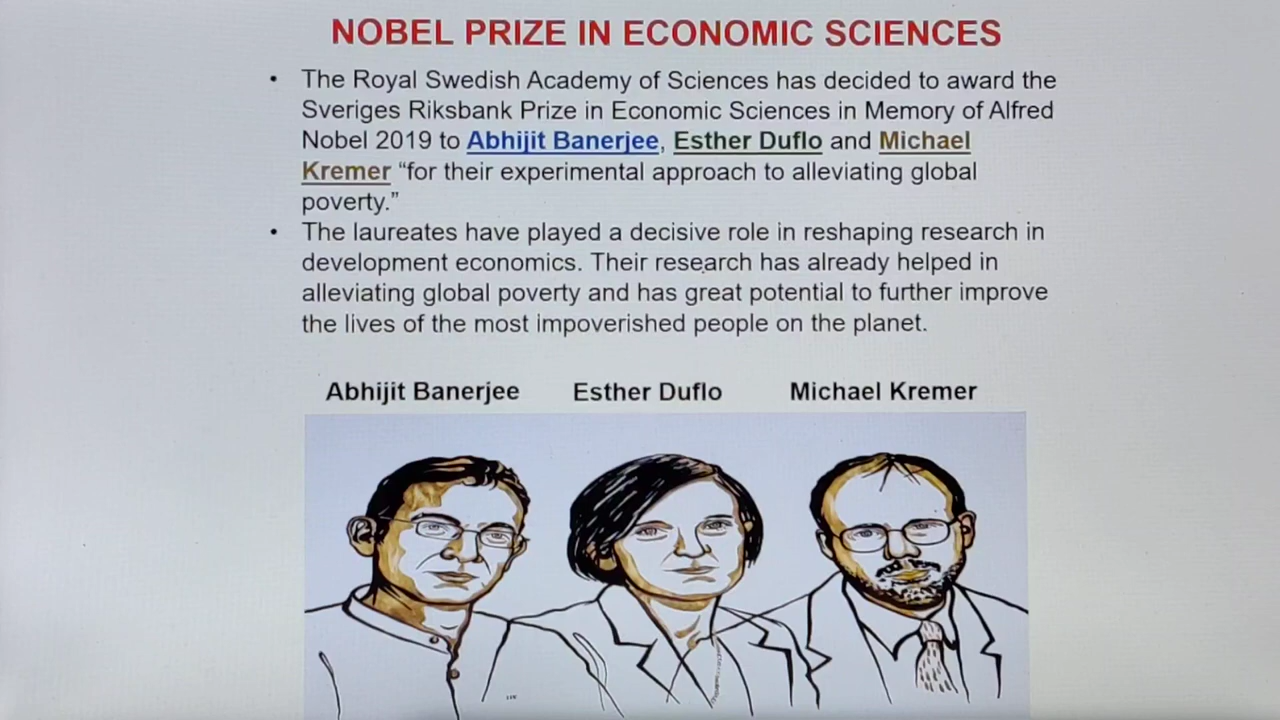 NOBEL PRIZE IN ECONOMIC SCIENCES
• The Royal Swedish Academy of Sciences has decided to award the
Sveriges Riksbank Prize in Economic Sciences in Memory of Alfred
Nobel 2019 to Abhijit Banerjee, Esther Duflo and Michael
Kremer “for their experimental approach to alleviating global
poverty.”
• The laureates have played a decisive role in reshaping research in
development economics. Their research has already helped in
alleviating global poverty and has great potential to further improve
the lives of the most impoverished people on the planet.
Abhijit Banerjee Esther Duflo Michael Kremer